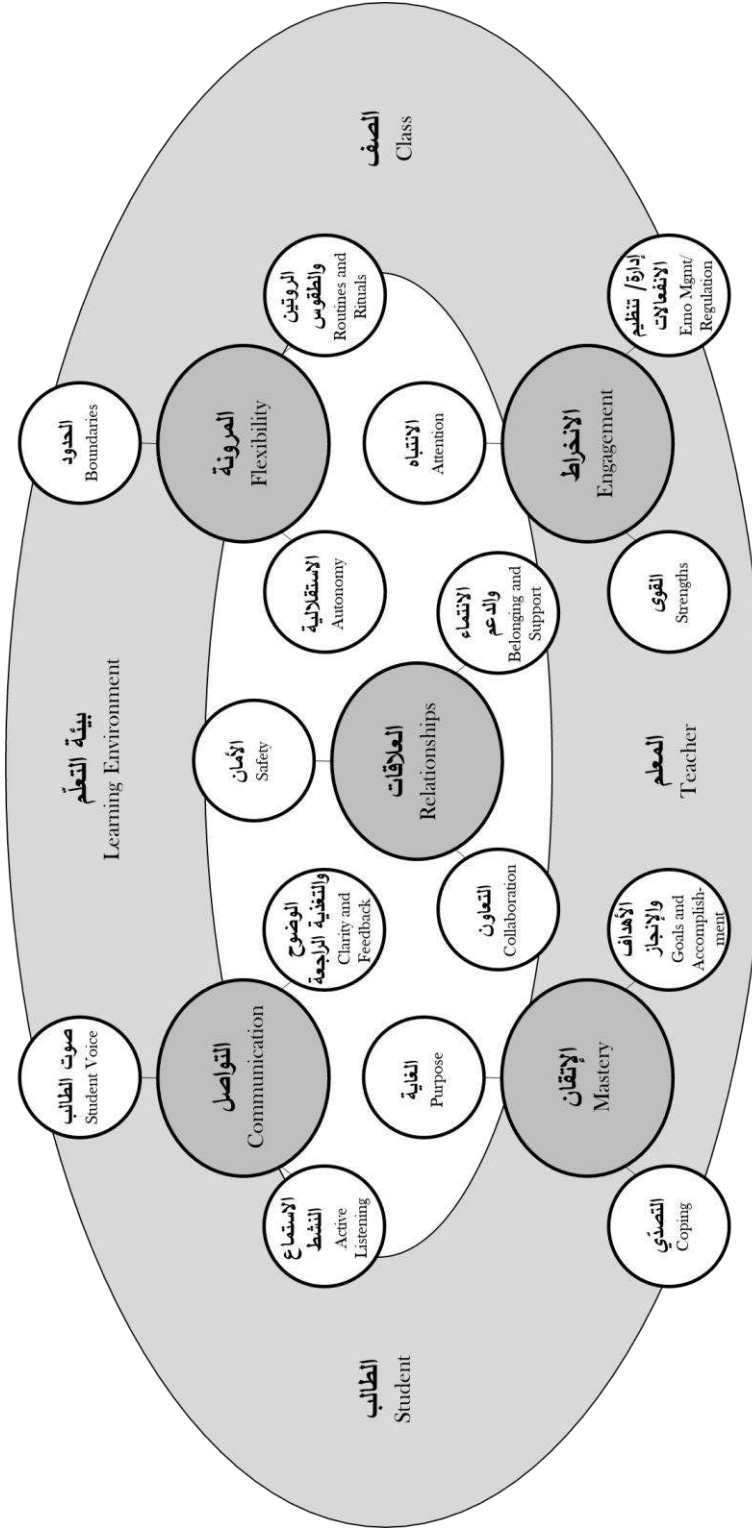 بيئة التعلّم
Learning Environment
صوت الطالب
Student Voice
الحدود
Boundaries
التواصل
Communication
المرونة
Flexibility
الاستماع
النشط
Active
Listening
الوضوح
والتغذية الراجعة
Clarity and
Feedback
الأمان
Safety
الاستقلالية
Autonomy
الروتين
والطقوس
Routines and
Rituals
الطالب
Student
العلاقات
Relationships
الصف
Class
الغاية
Purpose
الانتباه
Attention
التعاون
Collaboration
الانتماء
والدعم
Belonging and
Support
الإتقان
Mastery
الانخراط
Engagement
التصدّي
Coping
الأهداف
والإنجاز
Goals and
Accomplish-
ment
المعلم
Teacher
القوى
Strengths
إدارة/ تنظيم
الانفعالات
Emo Mgmt/
Regulation